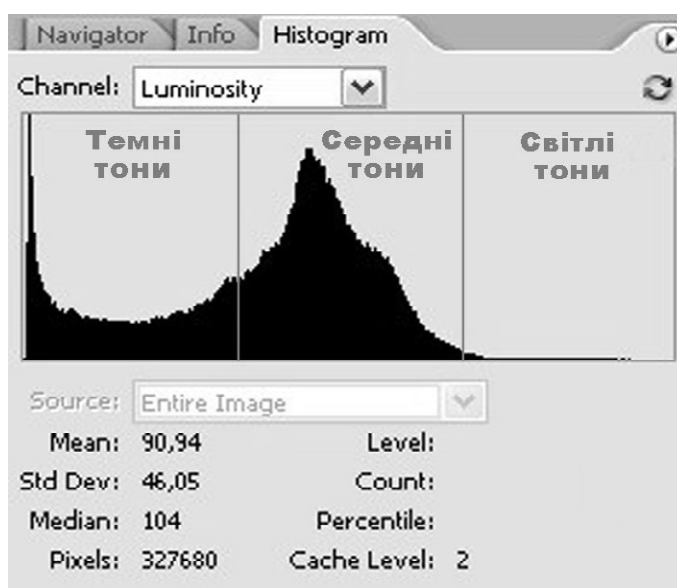 Navigator Info Histogram
Channel: Luminosity
Темні Середні Світлі
тони тони тони
Source: Entire Image
Mean: 90,94 Level:
Std Dev: 46,05 Count:
Median: 104 Percentile:
Pixels: 327680 Cache Level: 2